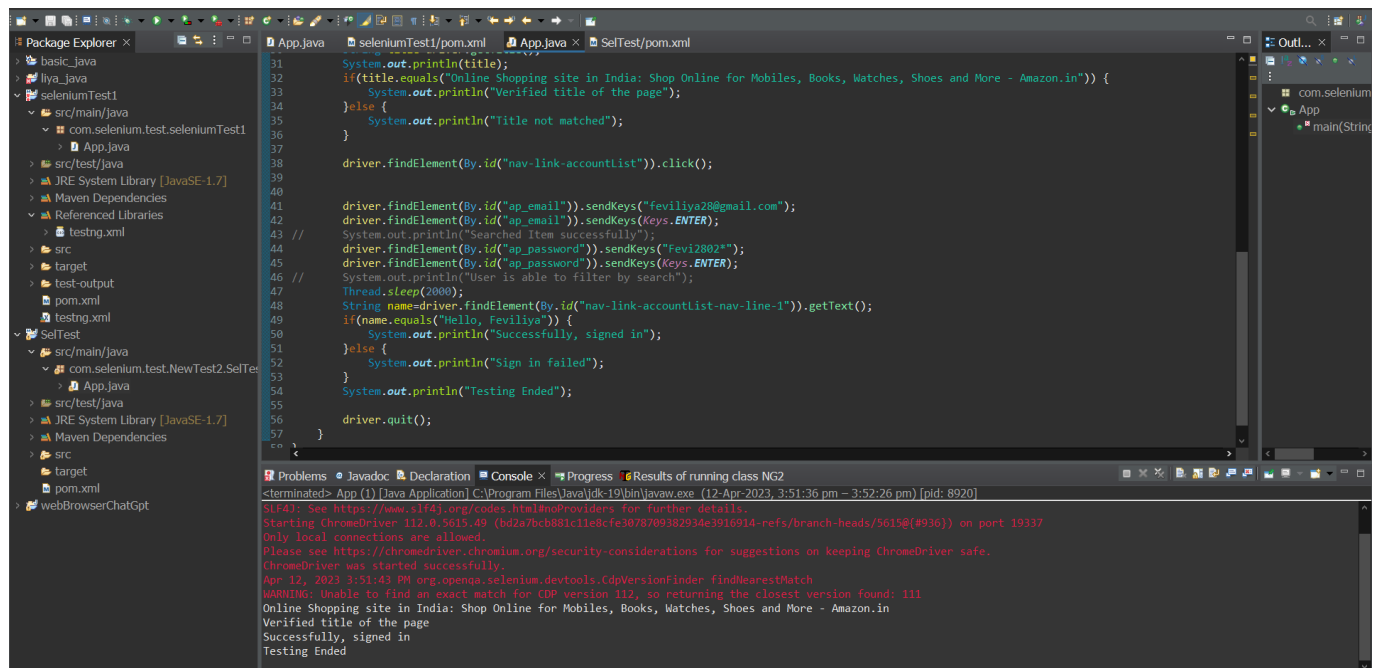 Package Explorer
App.java
seleniumTest1/pom.xml
App.java
SelTest/pom.xml
Outl...
basic_java
liya_java
seleniumTest1
src/main/java
com.selenium.test.seleniumTest1
App.java
src/test/java
JRE System Library [JavaSE-1.7]
Maven Dependencies
Referenced Libraries
testng.xml
src
target
test-output
pom.xml
testng.xml
SelTest
src/main/java
com.selenium.test.NewTest2.SelTes
App.java
src/test/java
JRE System Library [JavaSE-1.7]
Maven Dependencies
src
target
pom.xml
webBrowserChatGpt
31 System.out.println(title);
32 if(title.equals("Online Shopping site in India: Shop Online for Mobiles, Books, Watches, Shoes and More - Amazon.in")) {
33 System.out.println("Verified title of the page");
34 }else {
35 System.out.println("Title not matched");
36 }
37
38 driver.findElement(By.id("nav-link-accountList")).click();
39
40
41 driver.findElement(By.id("ap_email")).sendKeys("feviliya28@gmail.com");
42 driver.findElement(By.id("ap_email")).sendKeys(Keys.ENTER);
43 // System.out.println("Searched Item successfully");
44 driver.findElement(By.id("ap_password")).sendKeys("Fevi2802*");
45 driver.findElement(By.id("ap_password")).sendKeys(Keys.ENTER);
46 // System.out.println("User is able to filter by search");
47 Thread.sleep(2000);
48 String name=driver.findElement(By.id("nav-link-accountList-nav-line-1")).getText();
49 if(name.equals("Hello, Feviliya")) {
50 System.out.println("Successfully, signed in");
51 }else {
52 System.out.println("Sign in failed");
53 }
54 System.out.println("Testing Ended");
55
56 driver.quit();
57 }
com.selenium
App
main(String
Problems
Javadoc
Declaration
Console
Progress
Results of running class NG2
<terminated> App (1) [Java Application] C:\Program Files\Java\jdk-19\bin\javaw.exe (12-Apr-2023, 3:51:36 pm – 3:52:26 pm) [pid: 8920]
SLF4J: See https://www.slf4j.org/codes.html#noProviders for further details.
Starting ChromeDriver 112.0.5615.49 (bd2a7bcb881c11e8cfe3078709382934e3916914-refs/branch-heads/5615@{#936}) on port 19337
Only local connections are allowed.
Please see https://chromedriver.chromium.org/security-considerations for suggestions on keeping ChromeDriver safe.
ChromeDriver was started successfully.
Apr 12, 2023 3:51:43 PM org.openqa.selenium.devtools.CdpVersionFinder findNearestMatch
WARNING: Unable to find an exact match for CDP version 112, so returning the closest version found: 111
Online Shopping site in India: Shop Online for Mobiles, Books, Watches, Shoes and More - Amazon.in
Verified title of the page
Successfully, signed in
Testing Ended